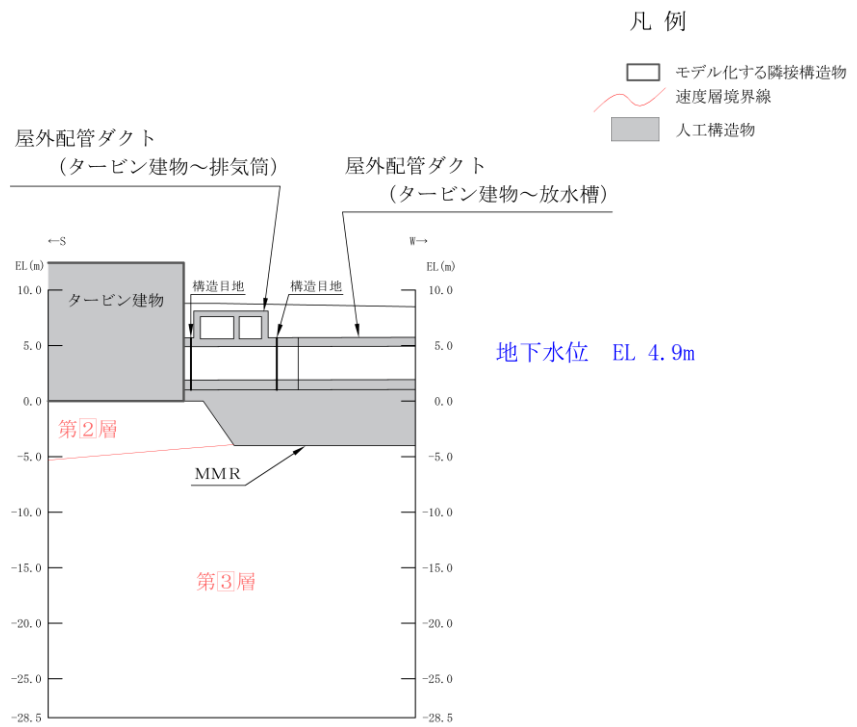 凡 例
モデル化する隣接構造物
速度層境界線
人工構造物
屋外配管ダクト
(タービン建物～排気筒)
屋外配管ダクト
(タービン建物～放水槽)
←S
W→
EL(m)
EL(m)
タービン建物
構造目地
構造目地
10.0
10.0
5.0
5.0
地下水位 EL 4.9m
0.0
0.0
第2層
-5.0
-5.0
MMR
-10.0
-10.0
第3層
-15.0
-15.0
-20.0
-20.0
-25.0
-25.0
-28.5
-28.5